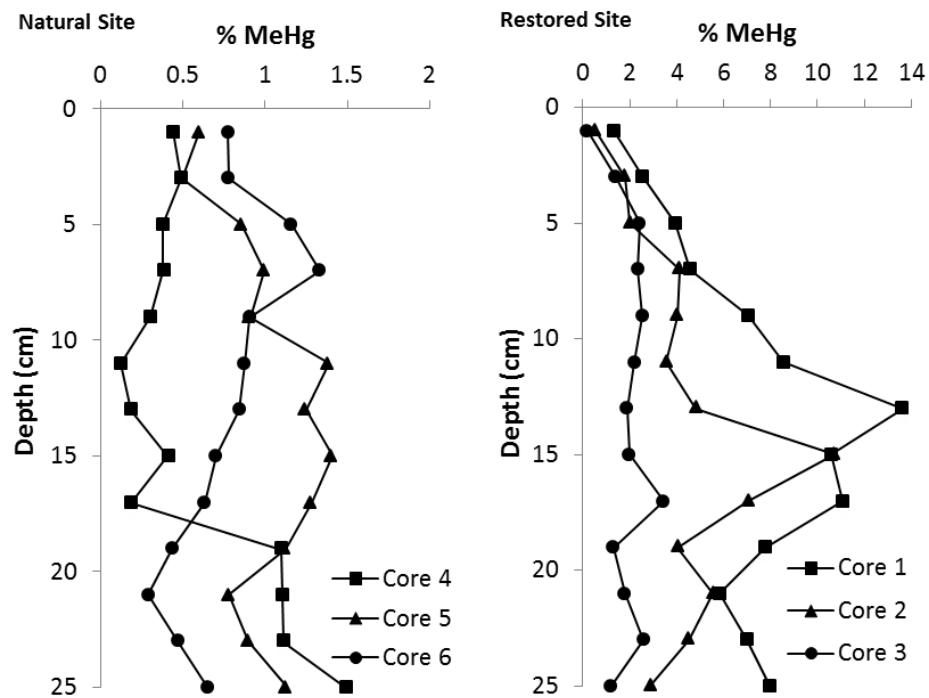 Natural Site
% MeHg
0 0.5 1 1.5 2
0
5
10
15
20
25
Depth (cm)
Core 4
Core 5
Core 6
Restored Site
% MeHg
0 2 4 6 8 10 12 14
0
5
10
15
20
25
Depth (cm)
Core 1
Core 2
Core 3